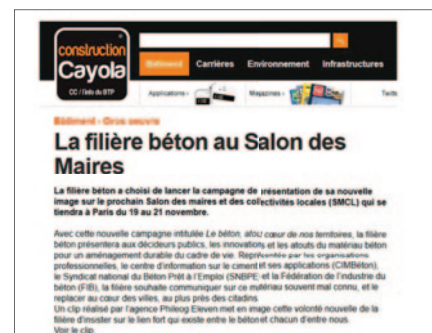 construction
Cayola
CC / l'info du BTP
Bâtiment Carrières Environnement Infrastructures
Applications › Magazines › Twitt
Bâtiment › Gros oeuvre
La filière béton au Salon des
Maires
La filière béton a choisi de lancer la campagne de présentation de sa nouvelle
image sur le prochain Salon des maires et des collectivités locales (SMCL) qui se
tiendra à Paris du 19 au 21 novembre.
Avec cette nouvelle campagne intitulée Le béton, atou cœur de nos territoires, la filière
béton présentera aux décideurs publics, les innovations et les atouts du matériau béton
pour un aménagement durable du cadre de vie. Représentée par les organisations
professionnelles, le centre d'information sur le ciment et ses applications (CIMBéton),
le Syndicat national du Béton Prêt à l'Emploi (SNBPE) et la Fédération de l'industrie du
béton (FIB), la filière souhaite communiquer sur ce matériau souvent mal connu, et le
replacer au cœur des villes, au plus près des citadins.
Un clip réalisé par l'agence Phileog Eleven met en image cette volonté nouvelle de la
filière d'insister sur le lien fort qui existe entre le béton et chacun d'entre nous.
Voir le clip